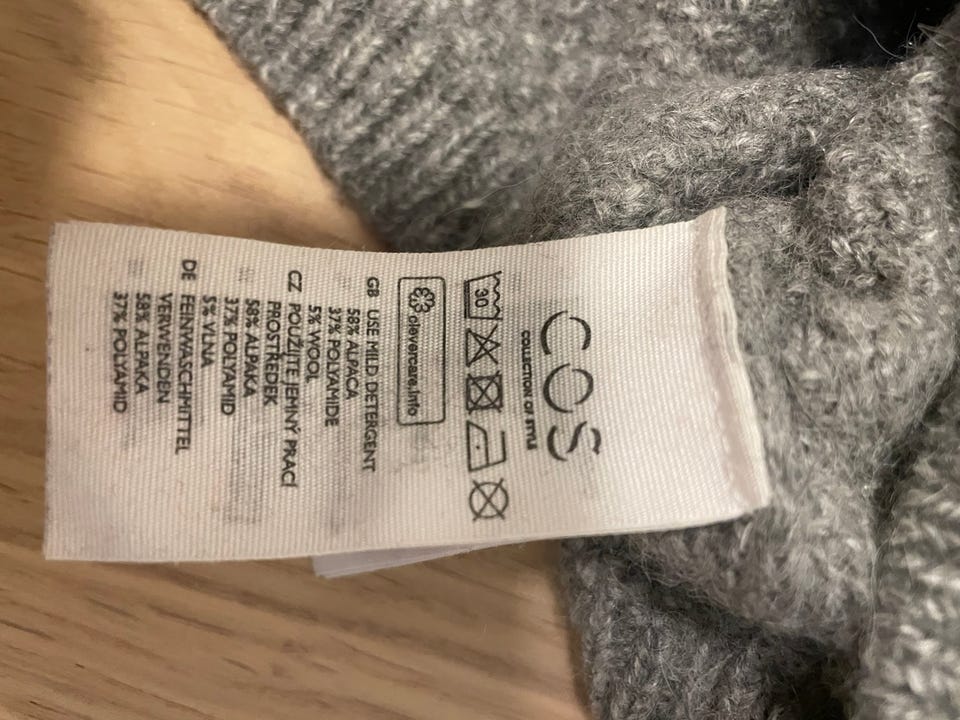 COS
COLLECTION OF STYLE
30
clevercare.info
GB USE MILD DETERGENT
58% ALPACA
37% POLYAMIDE
5% WOOL
CZ POUŽIJTE JEMNÝ PRACÍ
PROSTŘEDEK
58% ALPAKA
37% POLYAMID
5% VLNA
DE FEINWASCHMITTEL
VERWENDEN
58% ALPAKA
37% POLYAMID